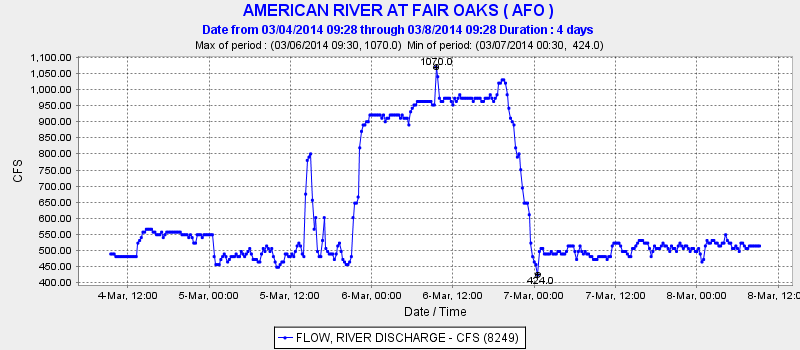 AMERICAN RIVER AT FAIR OAKS ( AFO )
Date from 03/04/2014 09:28 through 03/8/2014 09:28 Duration : 4 days
Max of period : (03/06/2014 09:30, 1070.0) Min of period: (03/07/2014 00:30, 424.0)
1,100.00
1,050.00
1,000.00
950.00
900.00
850.00
800.00
750.00
700.00
650.00
600.00
550.00
500.00
450.00
400.00
CFS
1070.0
424.0
4-Mar, 12:00 5-Mar, 00:00 5-Mar, 12:00 6-Mar, 00:00 6-Mar, 12:00 7-Mar, 00:00 7-Mar, 12:00 8-Mar, 00:00 8-Mar, 12:00
Date / Time
FLOW, RIVER DISCHARGE - CFS (8249)